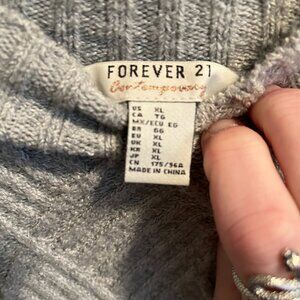 FOREVER 21
Contemporary
US XL
CA TG
MX/ECU EG
BR GG
EU XL
UK XL
KR XL
JP XL
CN 175/96A
MADE IN CHINA